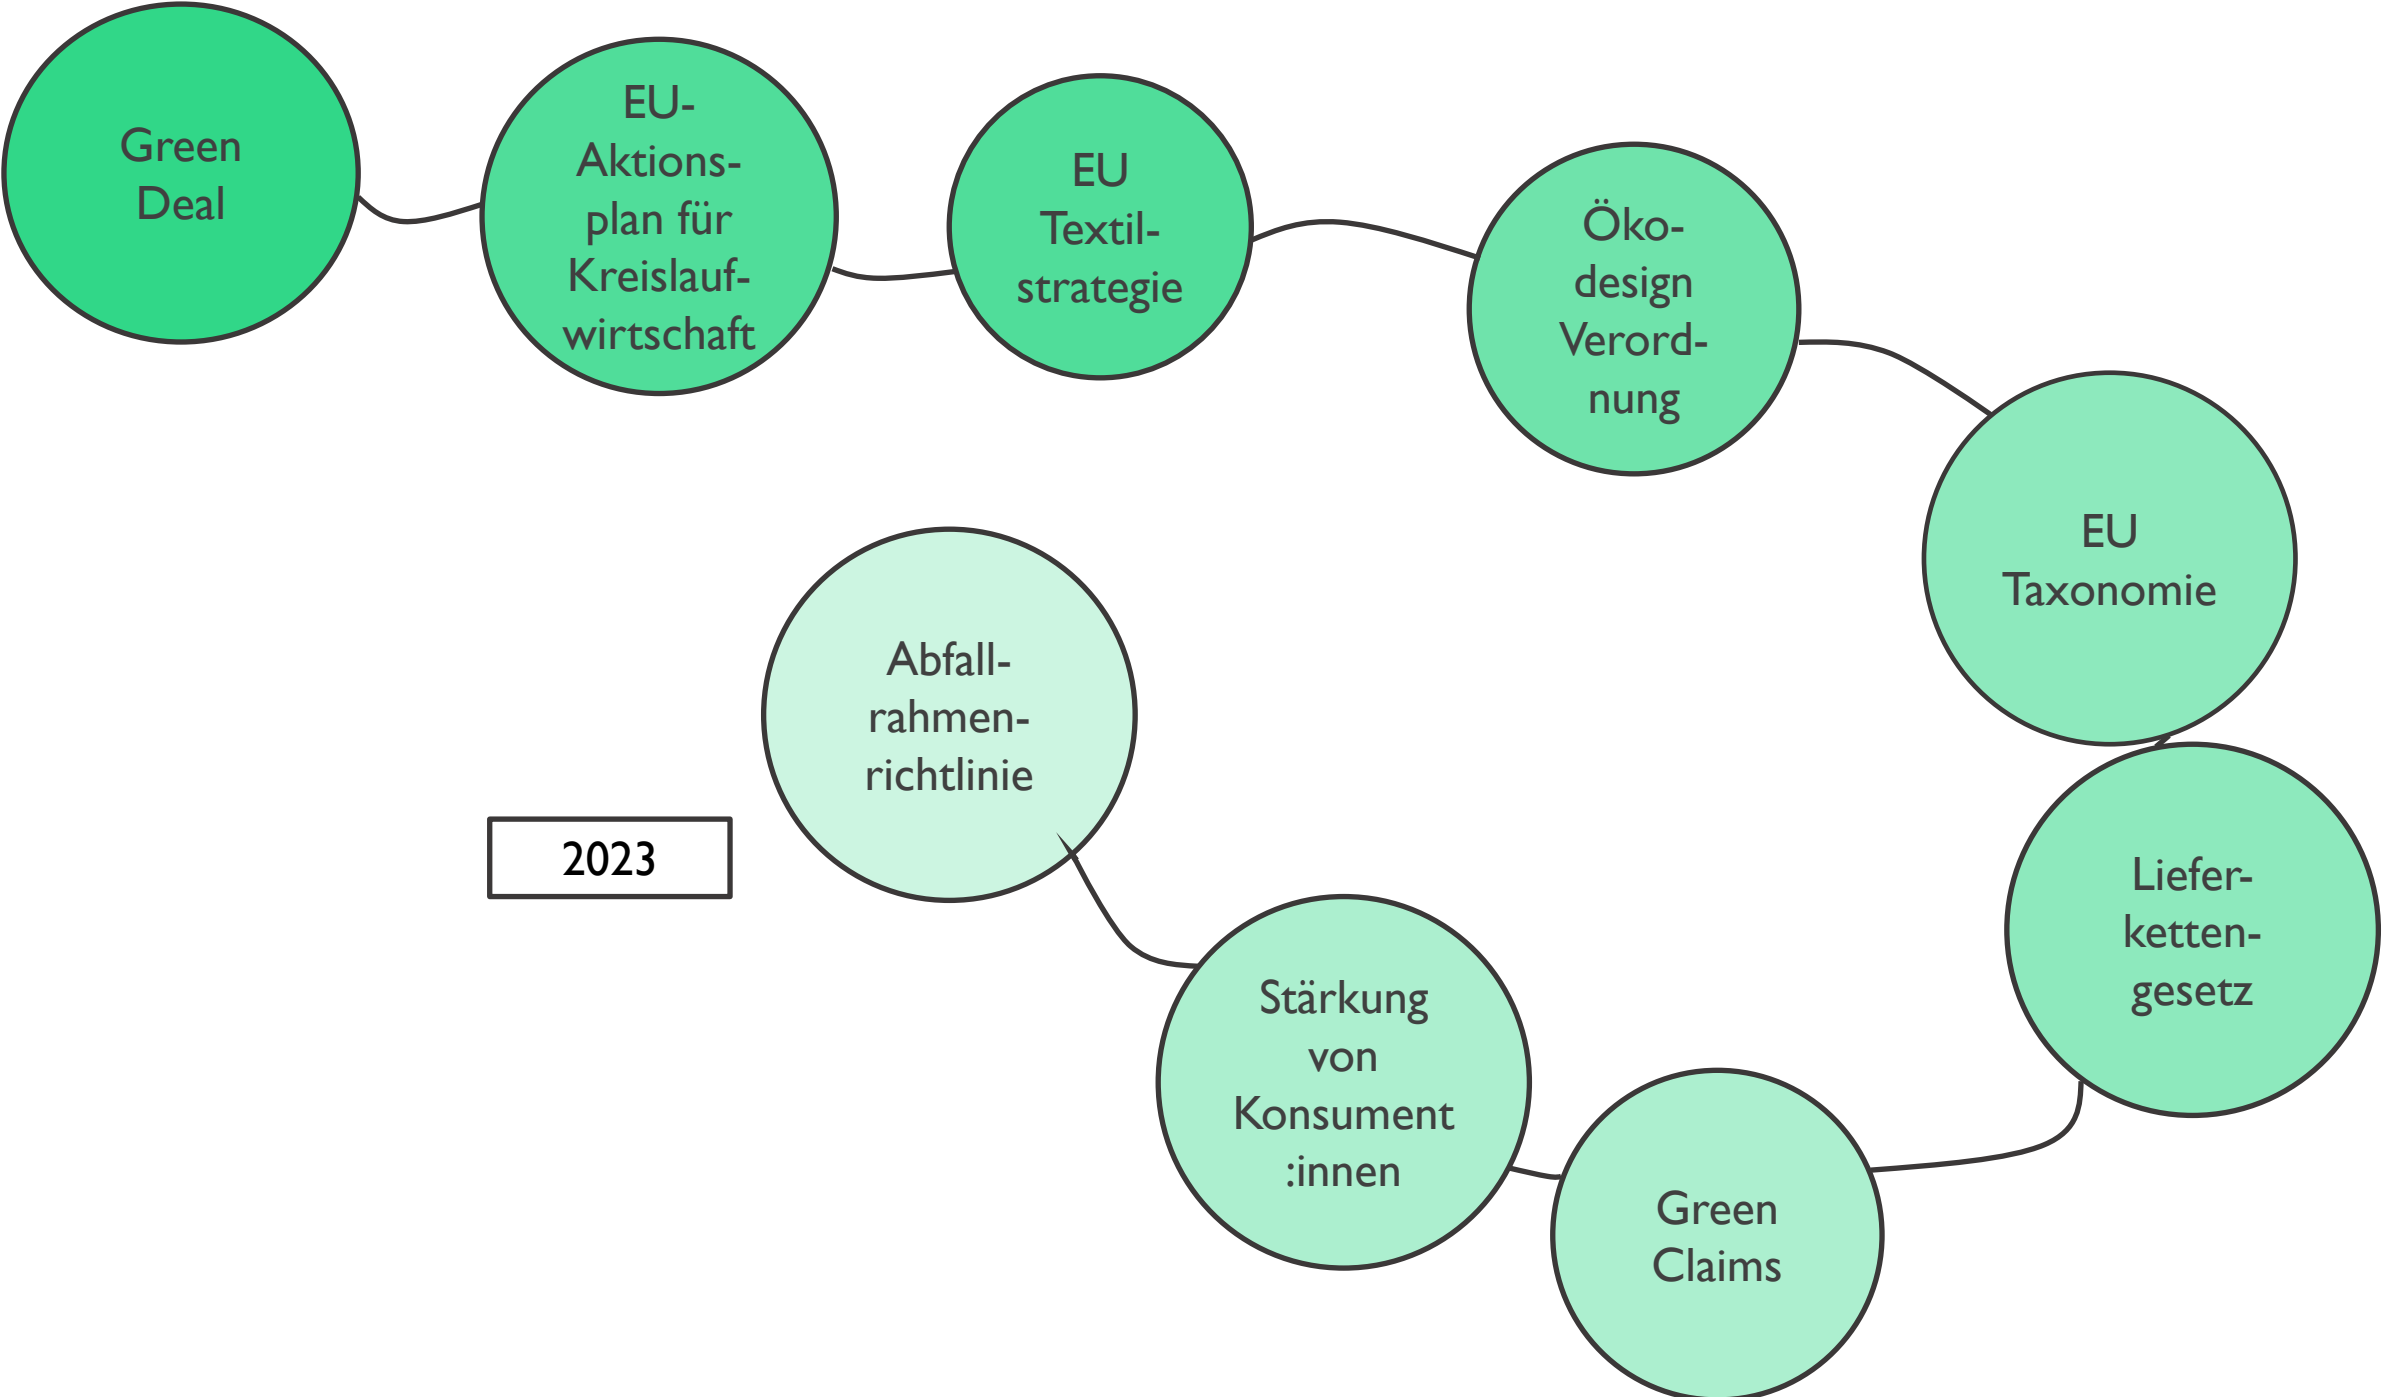 Green
Deal
EU-
Aktions-
plan für
Kreislauf-
wirtschaft
EU
Textil-
strategie
Öko-
design
Verord-
nung
EU
Taxonomie
Liefer-
ketten-
gesetz
Green
Claims
Stärkung
von
Konsument
:innen
Abfall-
rahmen-
richtlinie
2023